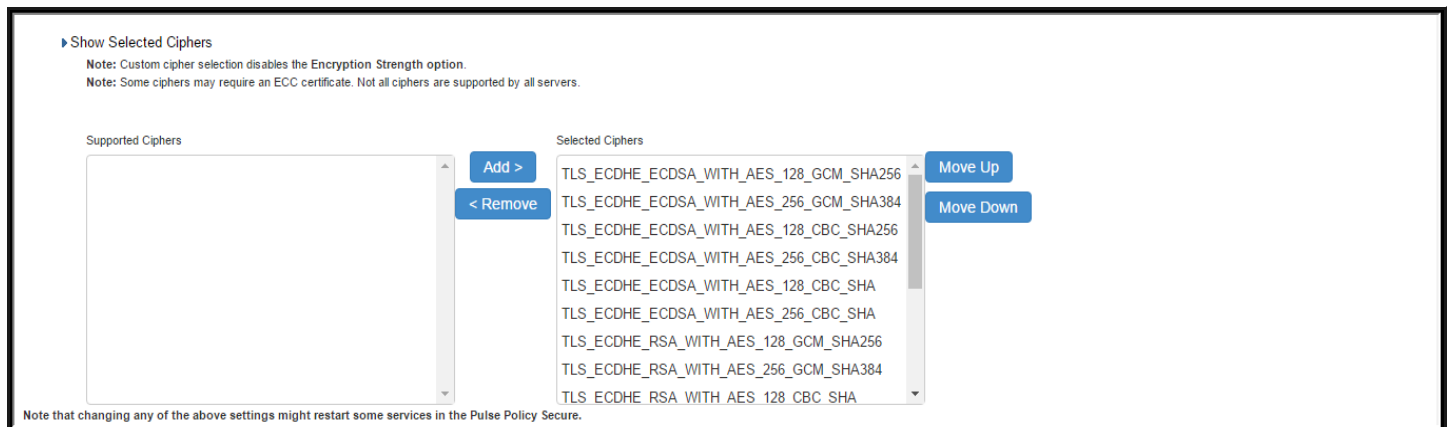 Show Selected Ciphers
Note: Custom cipher selection disables the Encryption Strength option.
Note: Some ciphers may require an ECC certificate. Not all ciphers are supported by all servers.
Supported Ciphers
Add >
< Remove
Selected Ciphers
TLS_ECDHE_ECDSA_WITH_AES_128_GCM_SHA256
TLS_ECDHE_ECDSA_WITH_AES_256_GCM_SHA384
TLS_ECDHE_ECDSA_WITH_AES_128_CBC_SHA256
TLS_ECDHE_ECDSA_WITH_AES_256_CBC_SHA384
TLS_ECDHE_ECDSA_WITH_AES_128_CBC_SHA
TLS_ECDHE_ECDSA_WITH_AES_256_CBC_SHA
TLS_ECDHE_RSA_WITH_AES_128_GCM_SHA256
TLS_ECDHE_RSA_WITH_AES_256_GCM_SHA384
TLS_ECDHE_RSA_WITH_AES_128_CBC_SHA
Move Up
Move Down
Note that changing any of the above settings might restart some services in the Pulse Policy Secure.